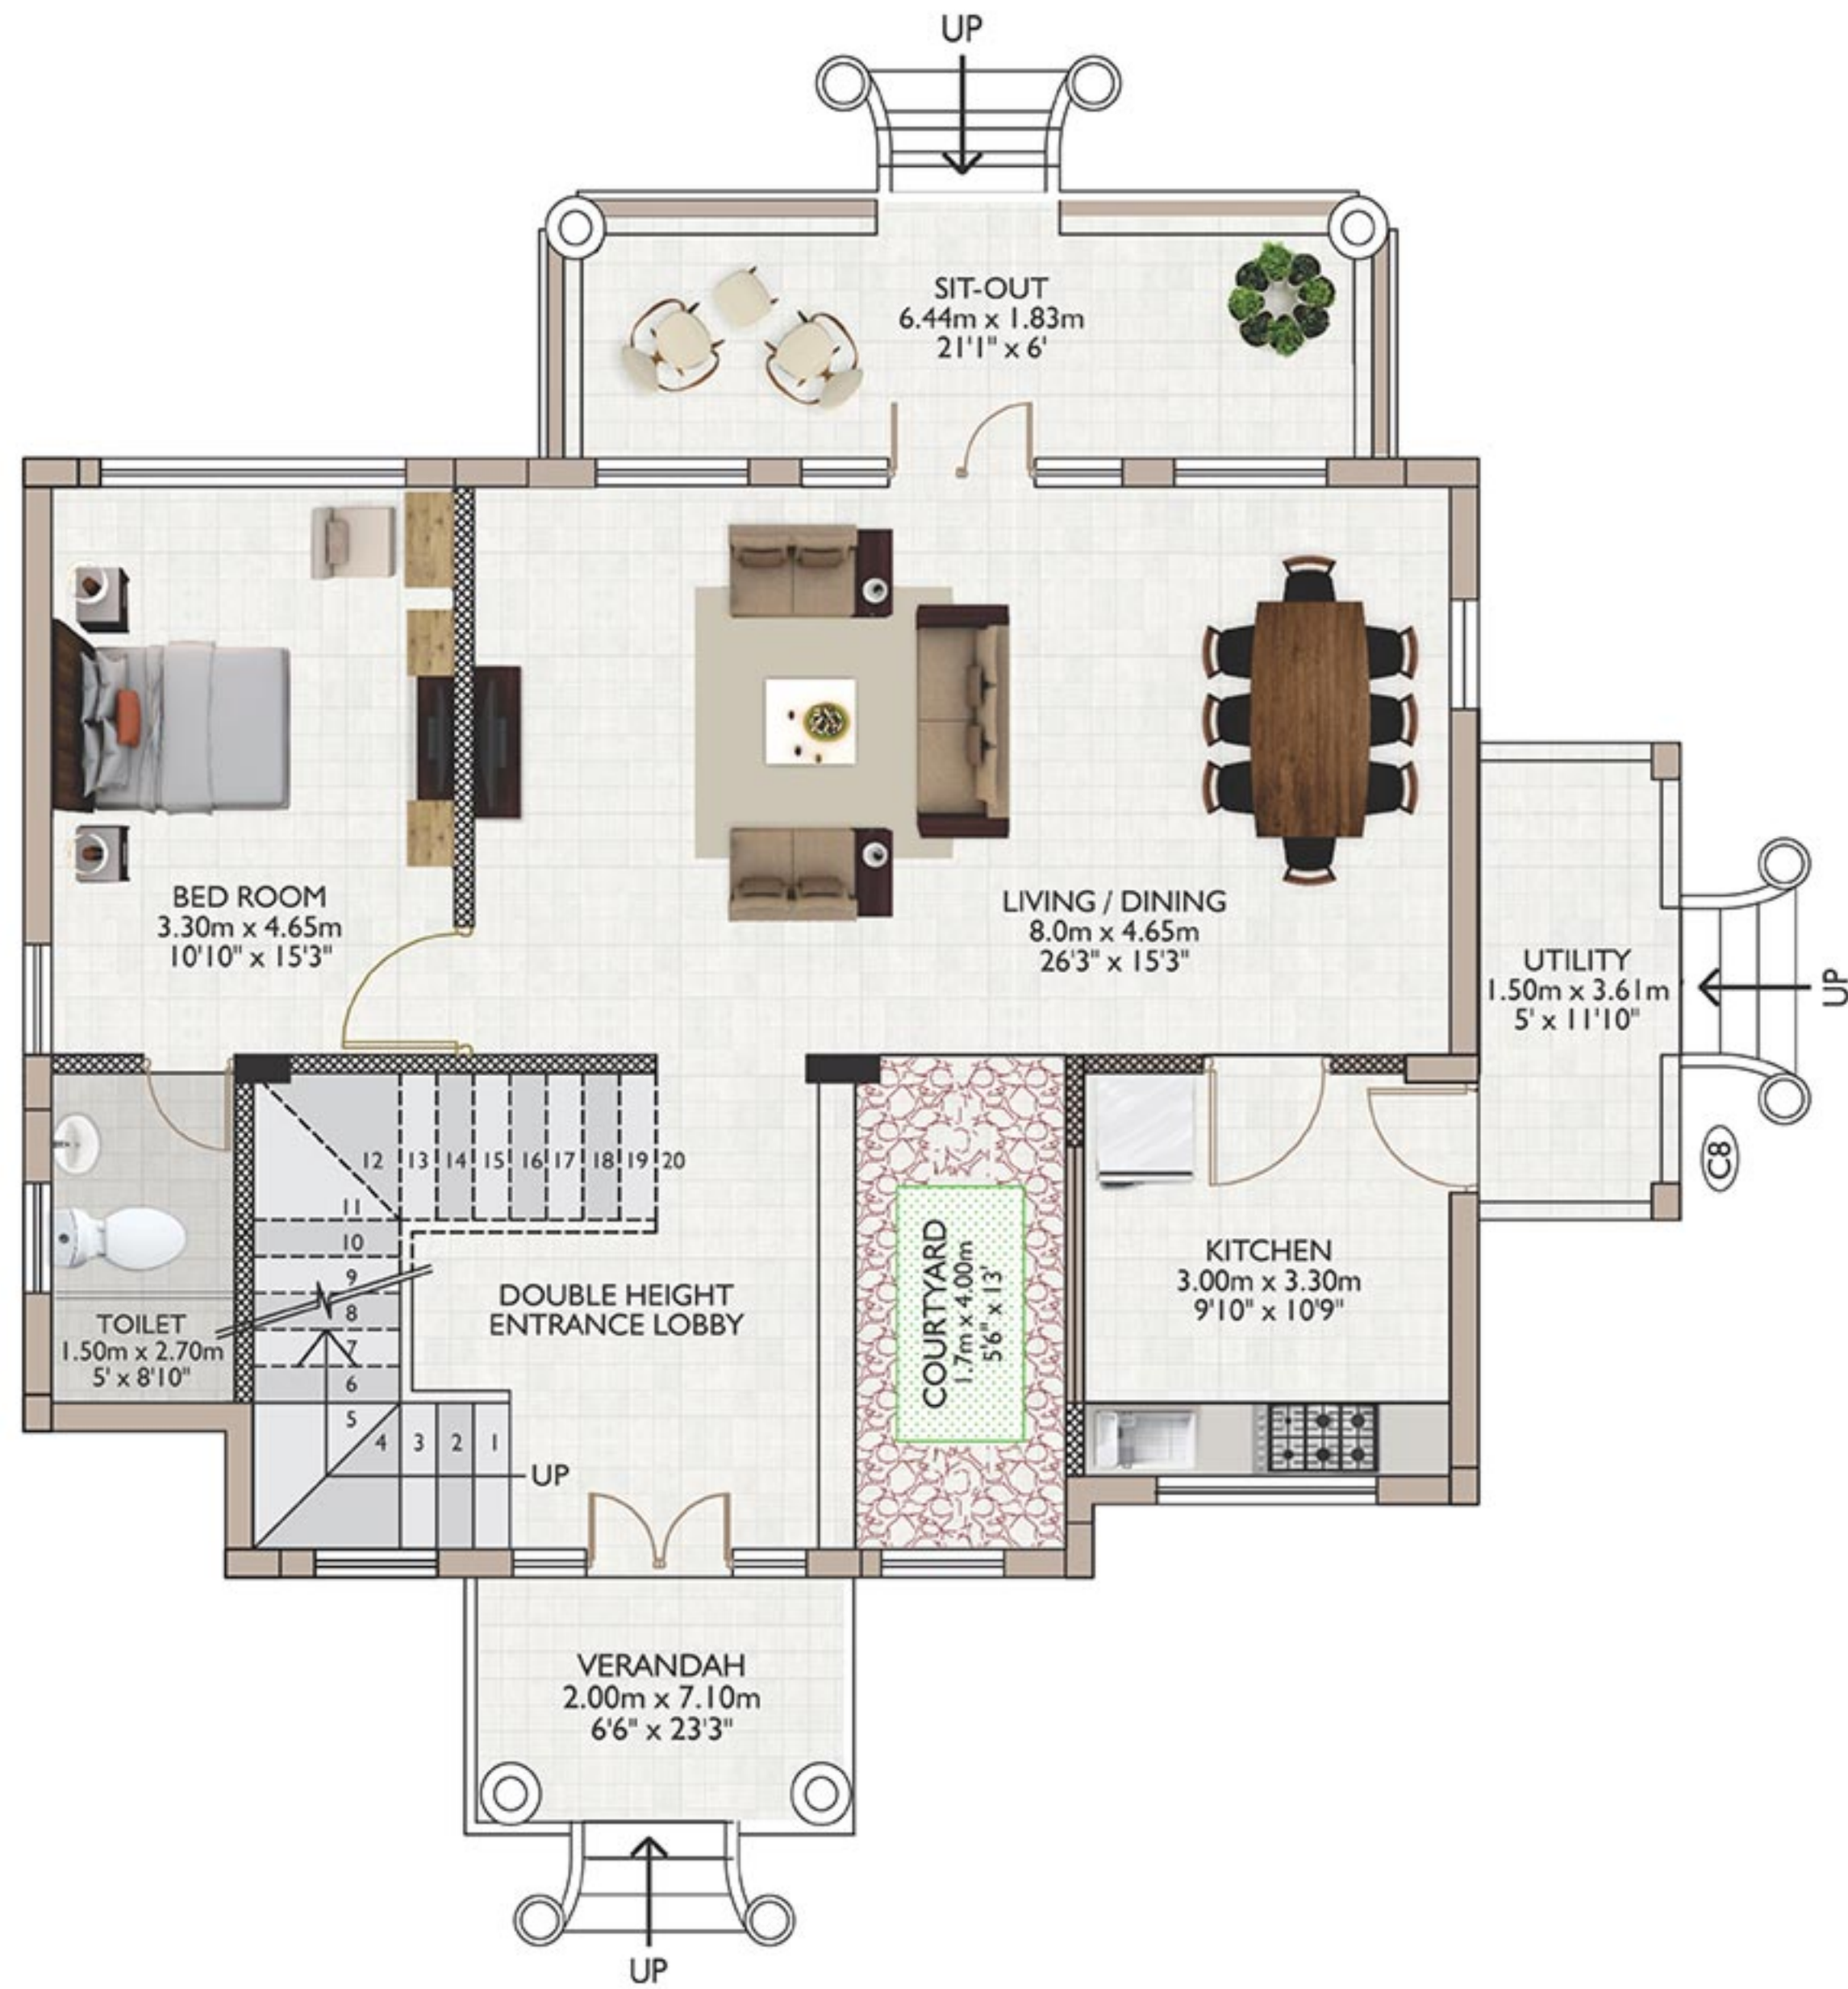 UP
SIT-OUT
6.44m x 1.83m
21'1" x 6'
BED ROOM
3.30m x 4.65m
10'10" x 15'3"
LIVING / DINING
8.0m x 4.65m
26'3" x 15'3"
UTILITY
1.50m x 3.61m
5' x 11'10"
UP
C8
12 13 14 15 16 17 18 19 20
11
10
9
8
7
6
5
4 3 2 1
UP
DOUBLE HEIGHT
ENTRANCE LOBBY
COURTYARD
1.7m x 4.00m
5'6" x 13'
KITCHEN
3.00m x 3.30m
9'10" x 10'9"
TOILET
1.50m x 2.70m
5' x 8'10"
VERANDAH
2.00m x 7.10m
6'6" x 23'3"
UP